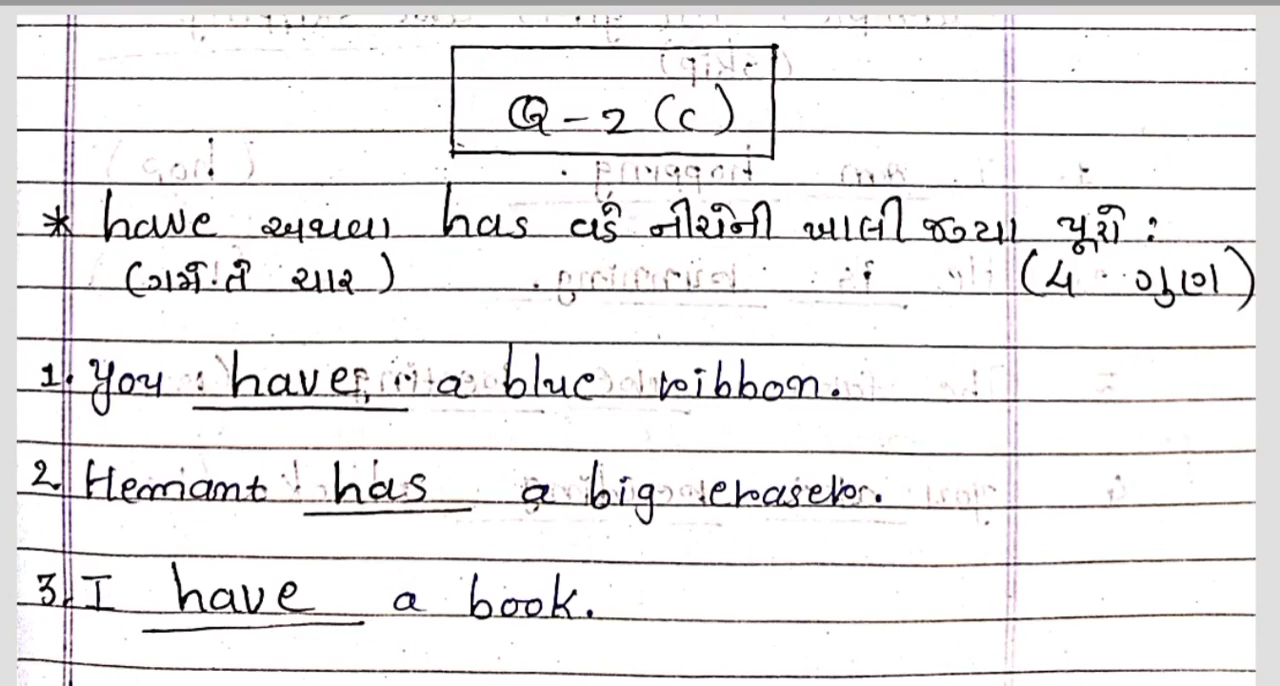 Q-2 (C)
* have અથવા has વડે નીચેની ખાલી જગ્યા પૂરો :
(ગમે તે ચાર) (૪ ગુણ)
1. You have a blue ribbon.
2. Hemant has a big eraser.
3. I have a book.